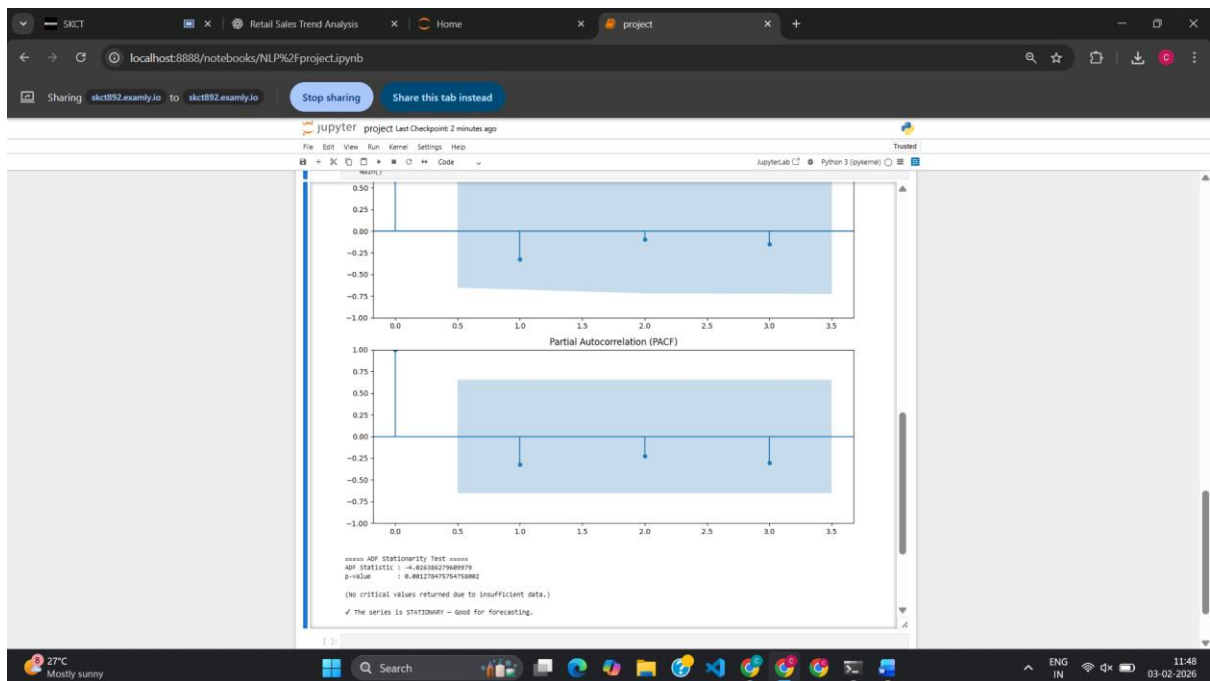 SKCT
Retail Sales Trend Analysis
Home
project
localhost:8888/notebooks/NLP%2Fproject.ipynb
C
Sharing skct892.examly.io to skct892.examly.io
Stop sharing
Share this tab instead
jupyter project Last Checkpoint: 2 minutes ago
File Edit View Run Kernel Settings Help
Trusted
Code
JupyterLab
Python 3 (ipykernel)
main()
0.50
0.25
0.00
−0.25
−0.50
−0.75
−1.00
0.0 0.5 1.0 1.5 2.0 2.5 3.0 3.5
Partial Autocorrelation (PACF)
1.00
0.75
0.50
0.25
0.00
−0.25
−0.50
−0.75
−1.00
0.0 0.5 1.0 1.5 2.0 2.5 3.0 3.5
===== ADF Stationarity Test =====
ADF Statistic : -4.026386279609979
p-value : 0.001278475754758002
(No critical values returned due to insufficient data.)
✓ The series is STATIONARY — Good for forecasting.
[ ]:
8
27°C
Mostly sunny
Search
ENG
IN
11:48
03-02-2026